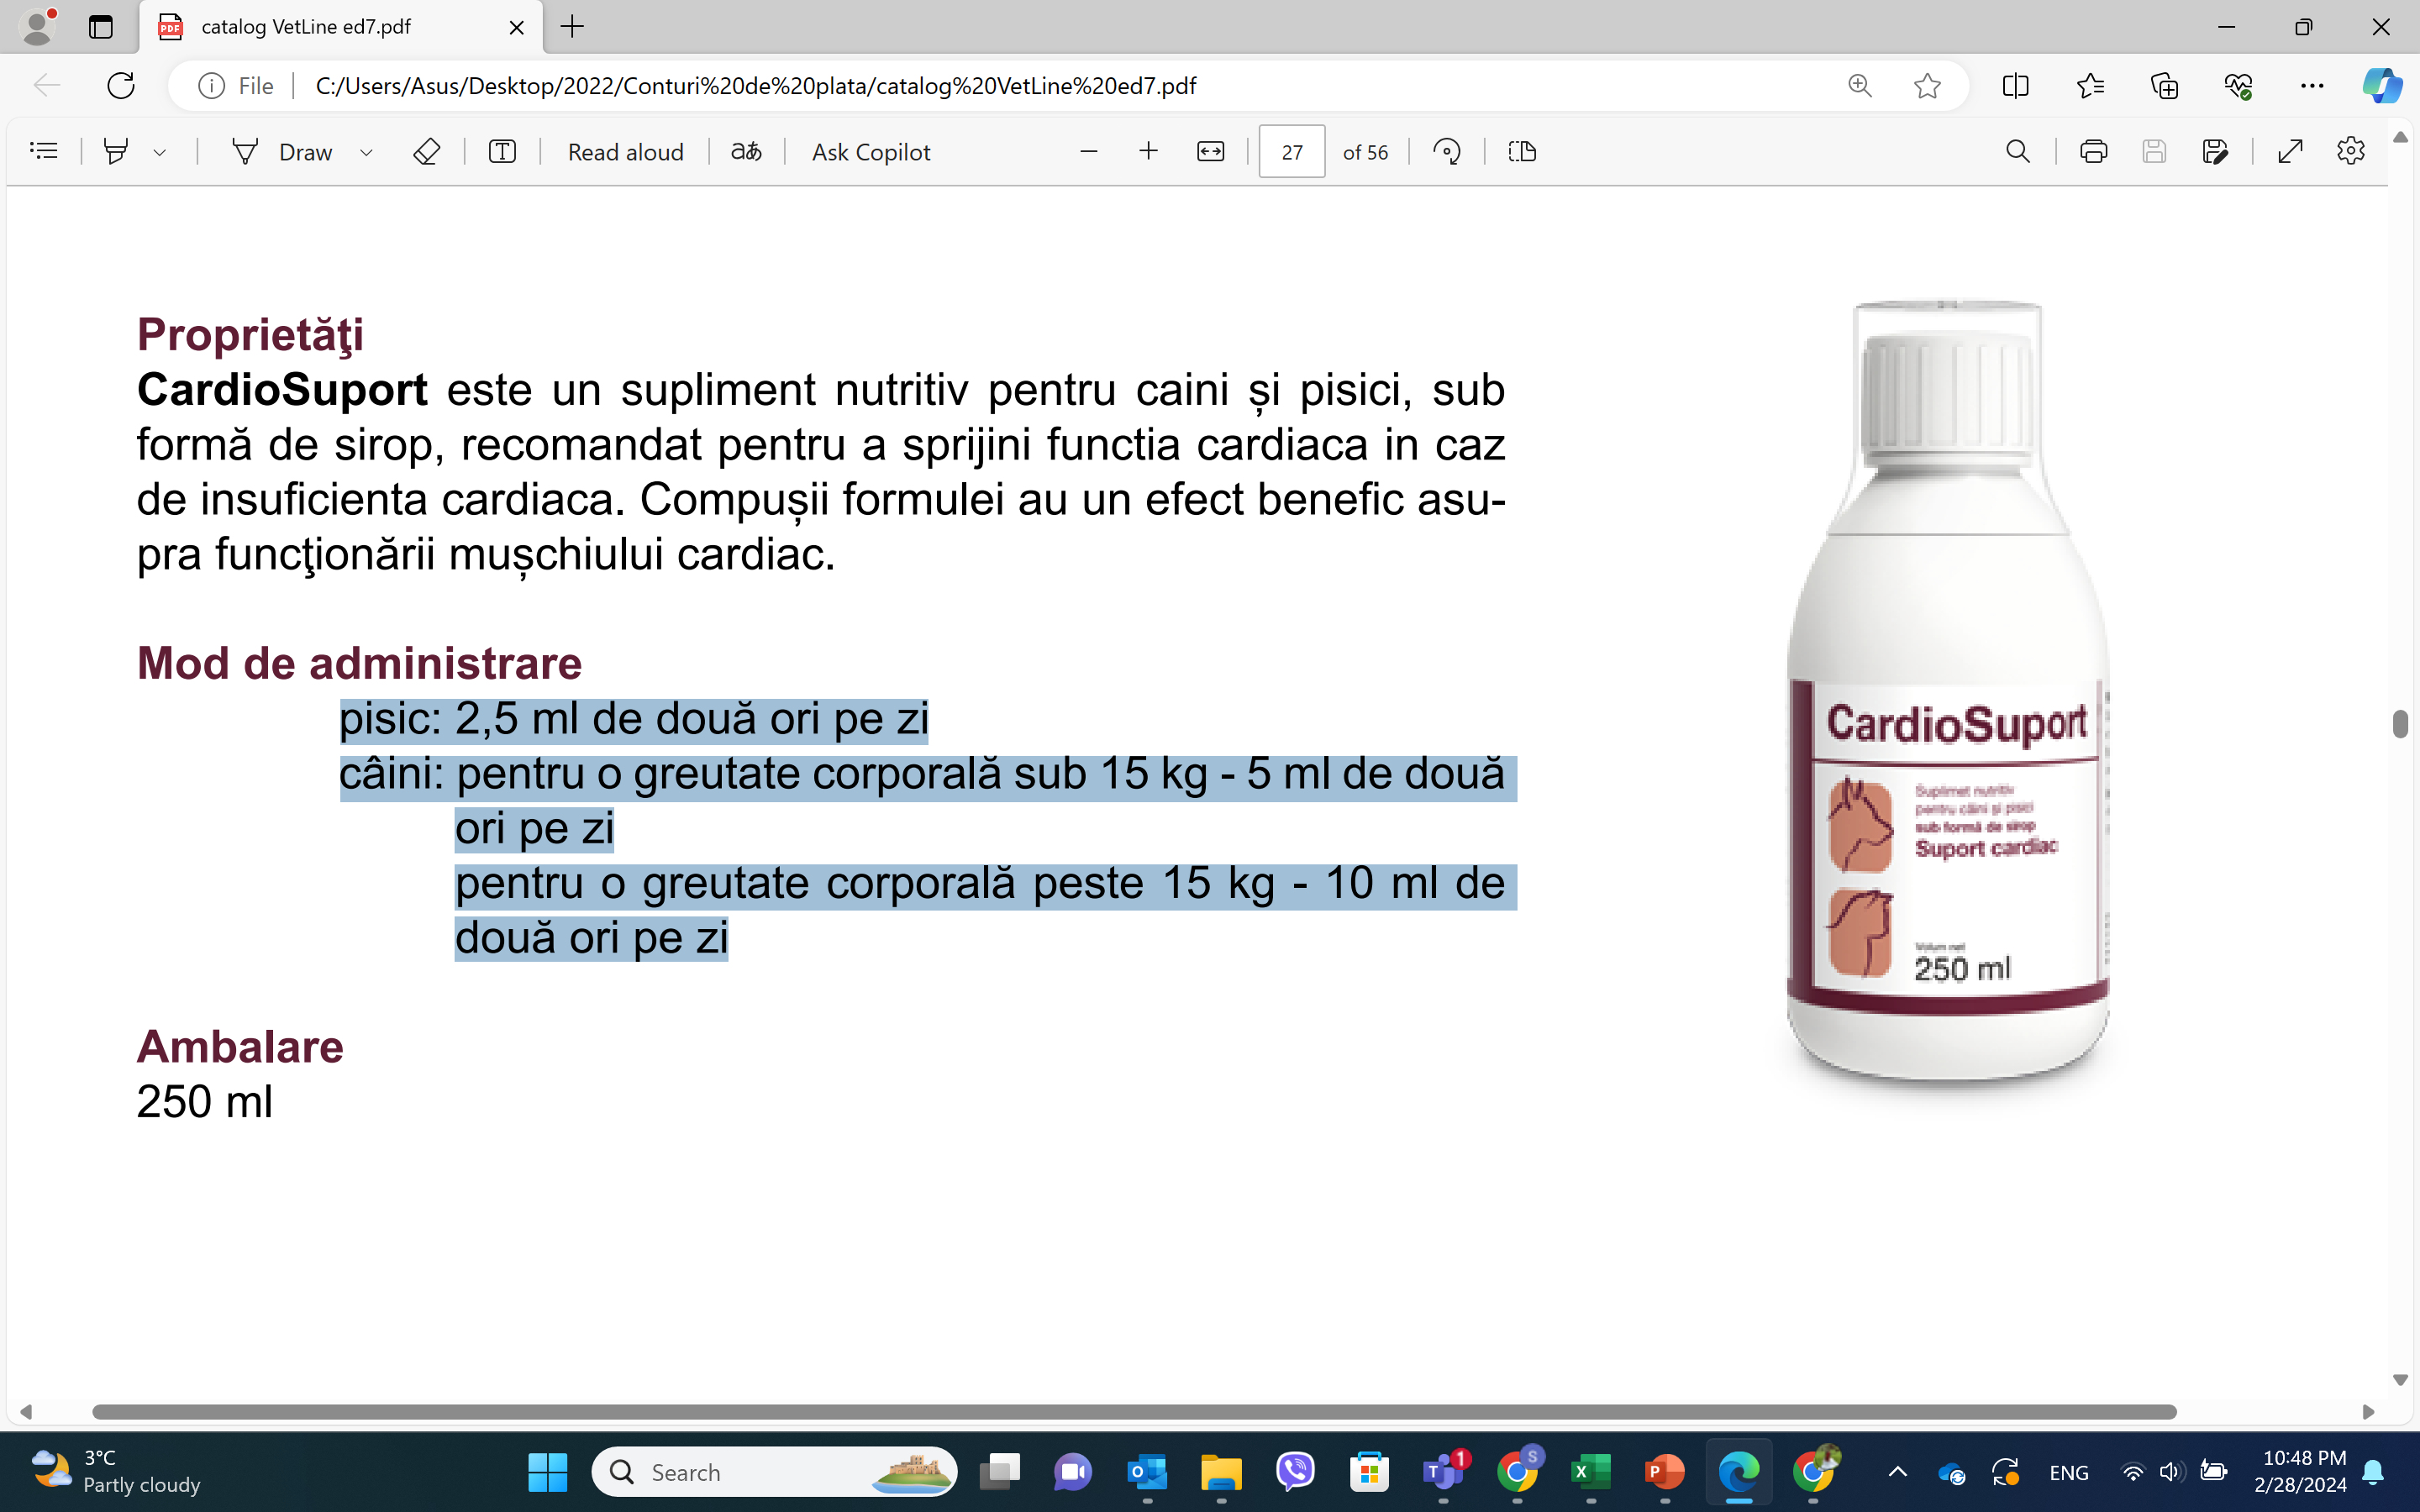 catalog VetLine ed7.pdf
File
C:/Users/Asus/Desktop/2022/Conturi%20de%20plata/catalog%20VetLine%20ed7.pdf
Draw
Read aloud
aあ
Ask Copilot
27
of 56
Proprietăţi
CardioSuport este un supliment nutritiv pentru caini și pisici, sub
formă de sirop, recomandat pentru a sprijini functia cardiaca in caz
de insuficienta cardiaca. Compușii formulei au un efect benefic asu-
pra funcţionării mușchiului cardiac.
Mod de administrare
pisic: 2,5 ml de două ori pe zi
câini: pentru o greutate corporală sub 15 kg - 5 ml de două
ori pe zi
pentru o greutate corporală peste 15 kg - 10 ml de
două ori pe zi
Ambalare
250 ml
CardioSuport
Suplimet nutritiv
pentru câini și pisici
sub formă de sirop
Suport cardiac
Volum net
250 ml
3°C
Partly cloudy
Search
1
S
ENG
10:48 PM
2/28/2024